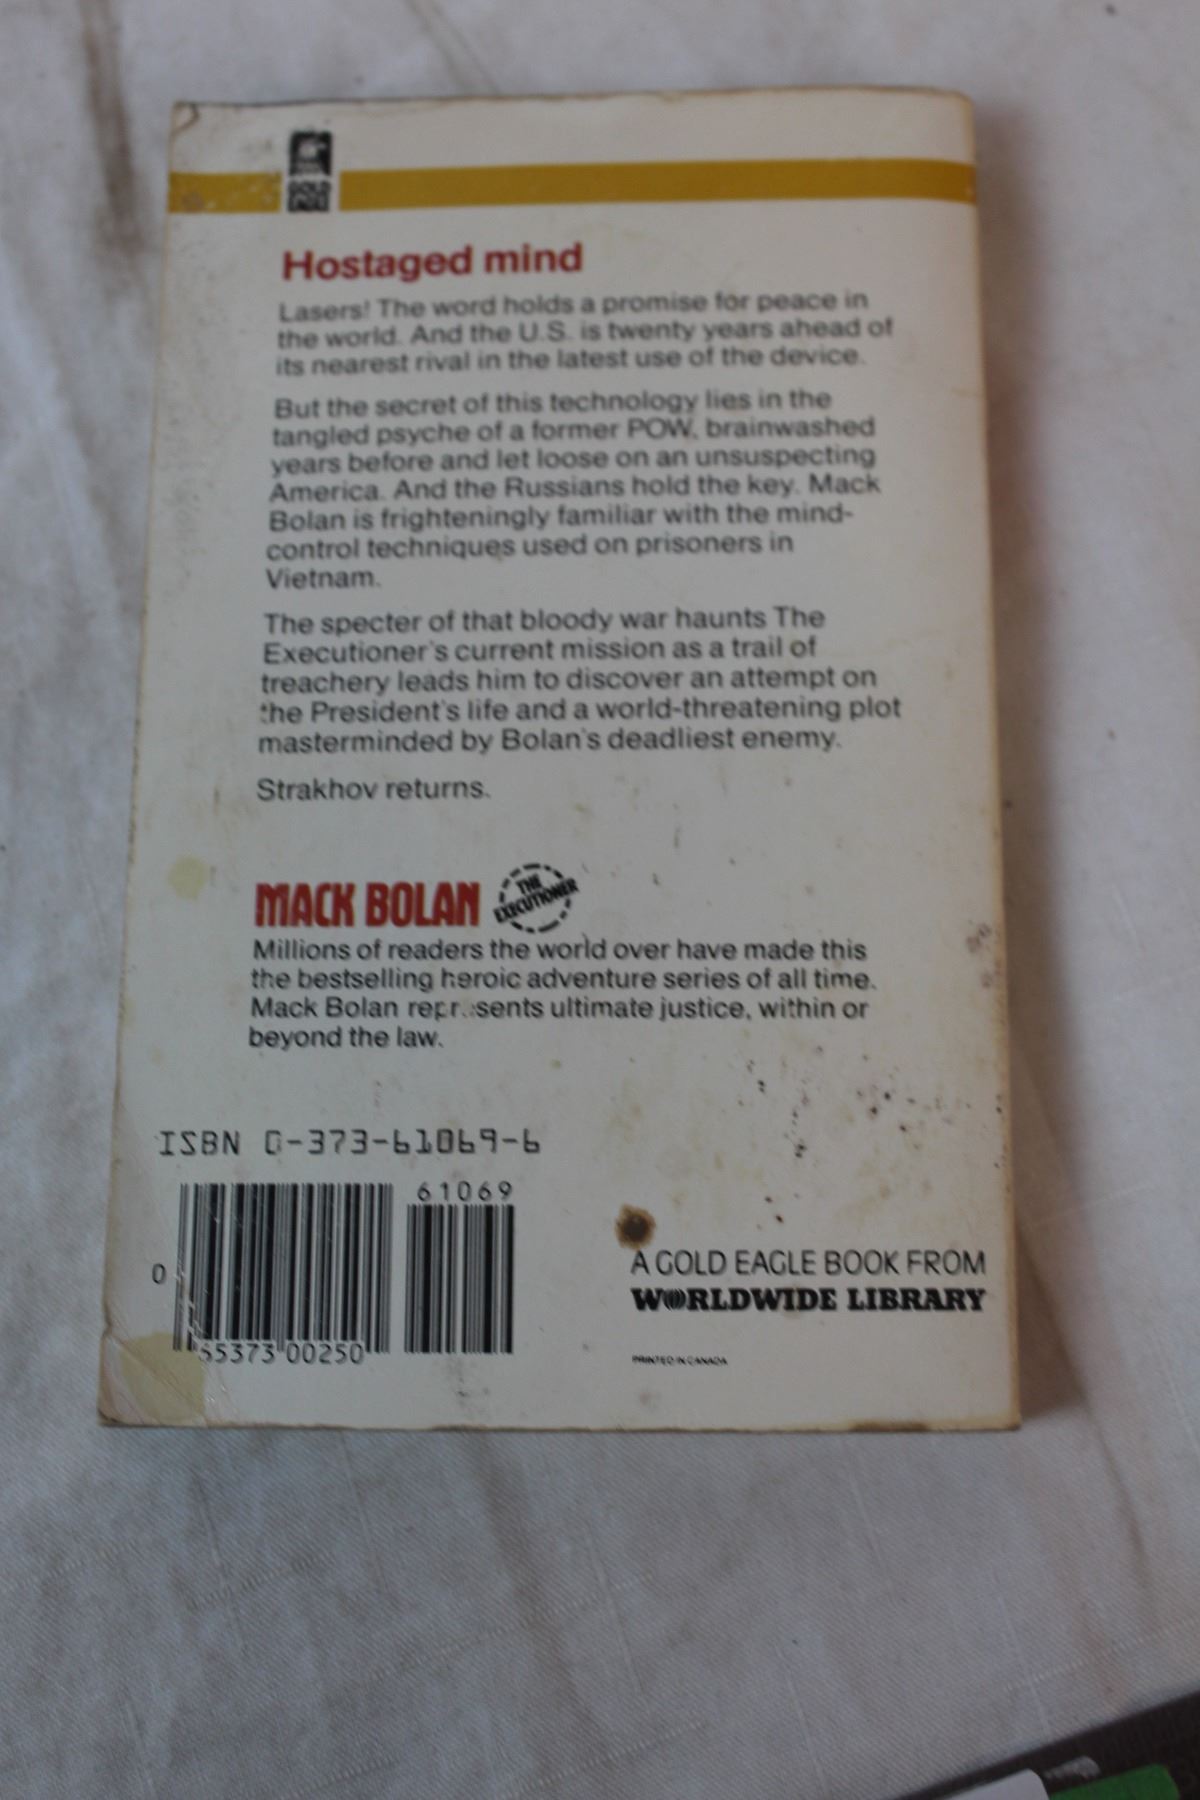 GOLD
EAGLE
Hostaged mind
Lasers! The word holds a promise for peace in
the world. And the U.S. is twenty years ahead of
its nearest rival in the latest use of the device.
But the secret of this technology lies in the
tangled psyche of a former POW, brainwashed
years before and let loose on an unsuspecting
America. And the Russians hold the key. Mack
Bolan is frighteningly familiar with the mind-
control techniques used on prisoners in
Vietnam.
The specter of that bloody war haunts The
Executioner's current mission as a trail of
treachery leads him to discover an attempt on
the President's life and a world-threatening plot
masterminded by Bolan's deadliest enemy.
Strakhov returns.
MACK BOLAN THE EXECUTIONER
Millions of readers the world over have made this
the bestselling heroic adventure series of all time.
Mack Bolan represents ultimate justice, within or
beyond the law.
ISBN 0-373-61069-6
61069
0 65373 00250
A GOLD EAGLE BOOK FROM
WORLDWIDE LIBRARY
PRINTED IN CANADA